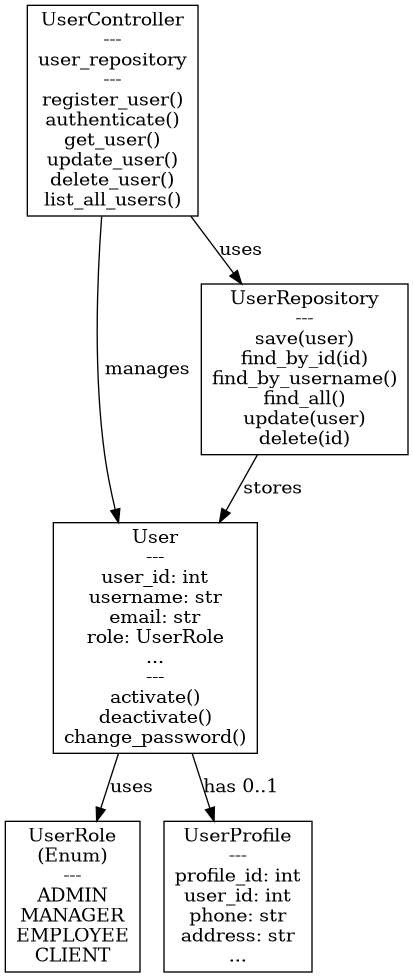 UserController
---
user_repository
---
register_user()
authenticate()
get_user()
update_user()
delete_user()
list_all_users()
uses
UserRepository
---
save(user)
find_by_id(id)
find_by_username()
find_all()
update(user)
delete(id)
manages
stores
User
---
user_id: int
username: str
email: str
role: UserRole
...
---
activate()
deactivate()
change_password()
uses
has 0..1
UserRole
(Enum)
---
ADMIN
MANAGER
EMPLOYEE
CLIENT
UserProfile
---
profile_id: int
user_id: int
phone: str
address: str
...